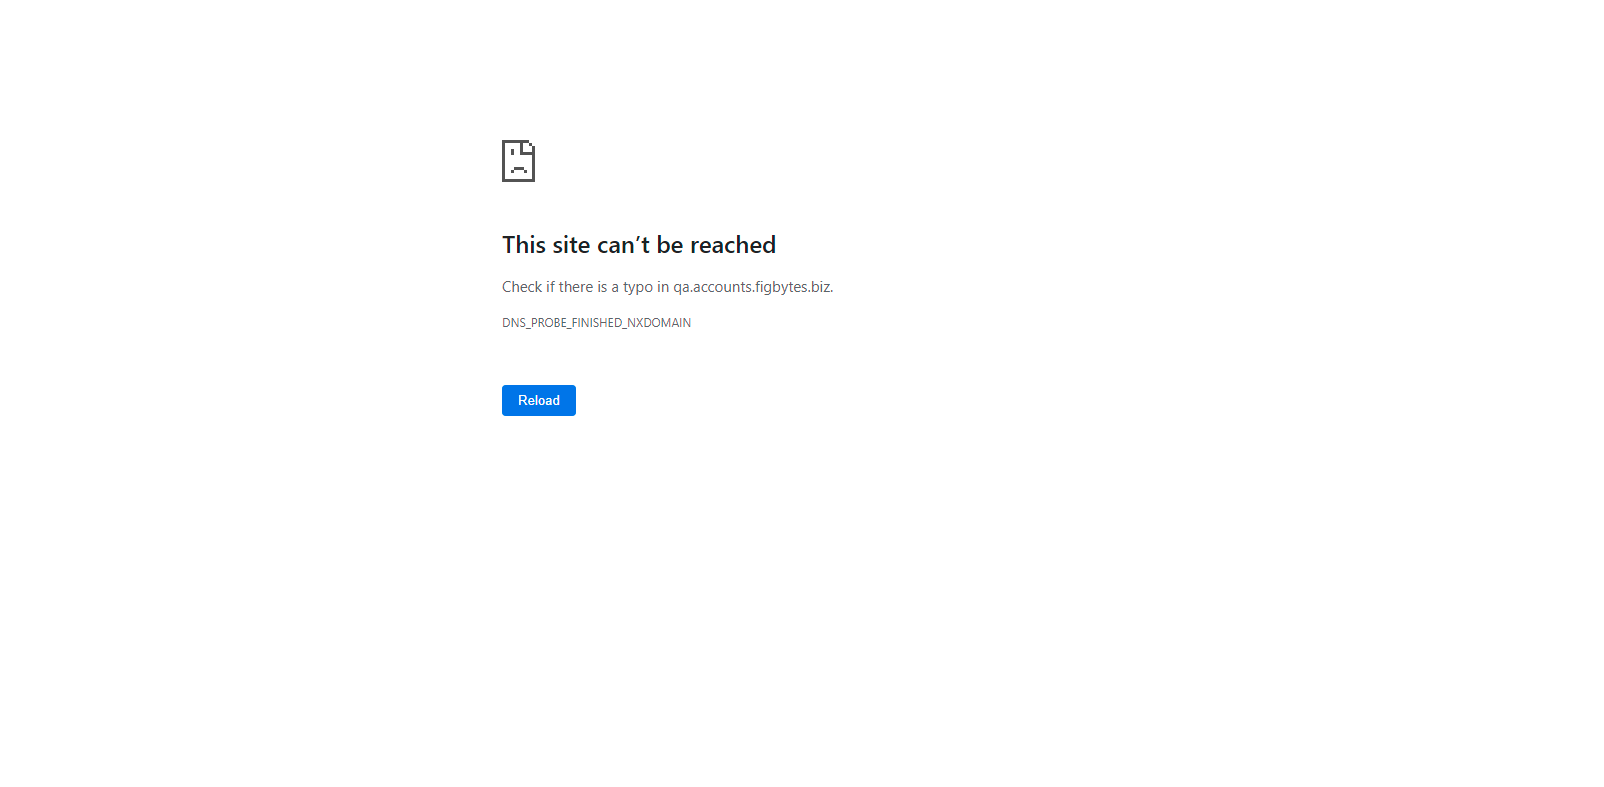 This site can’t be reached
Check if there is a typo in qa.accounts.figbytes.biz.
DNS_PROBE_FINISHED_NXDOMAIN
Reload